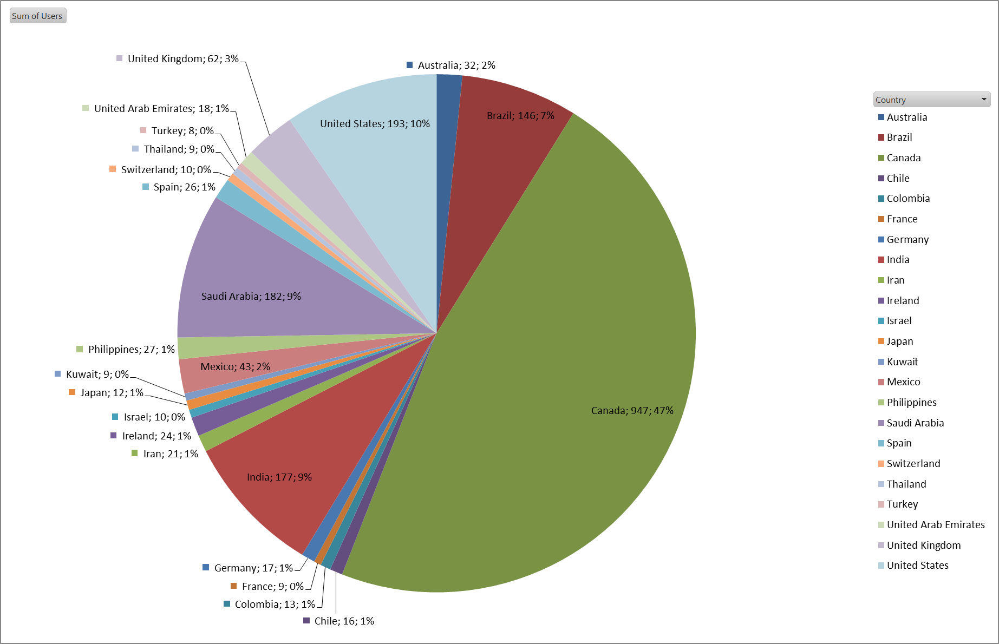 Sum of Users
United Kingdom; 62; 3%
Australia; 32; 2%
United Arab Emirates; 18; 1%
Brazil; 146; 7%
United States; 193; 10%
Turkey; 8; 0%
Thailand; 9; 0%
Switzerland; 10; 0%
Spain; 26; 1%
Saudi Arabia; 182; 9%
Philippines; 27; 1%
Mexico; 43; 2%
Kuwait; 9; 0%
Japan; 12; 1%
Canada; 947; 47%
Israel; 10; 0%
Ireland; 24; 1%
Iran; 21; 1%
India; 177; 9%
Germany; 17; 1%
France; 9; 0%
Colombia; 13; 1%
Chile; 16; 1%
Country
Australia
Brazil
Canada
Chile
Colombia
France
Germany
India
Iran
Ireland
Israel
Japan
Kuwait
Mexico
Philippines
Saudi Arabia
Spain
Switzerland
Thailand
Turkey
United Arab Emirates
United Kingdom
United States